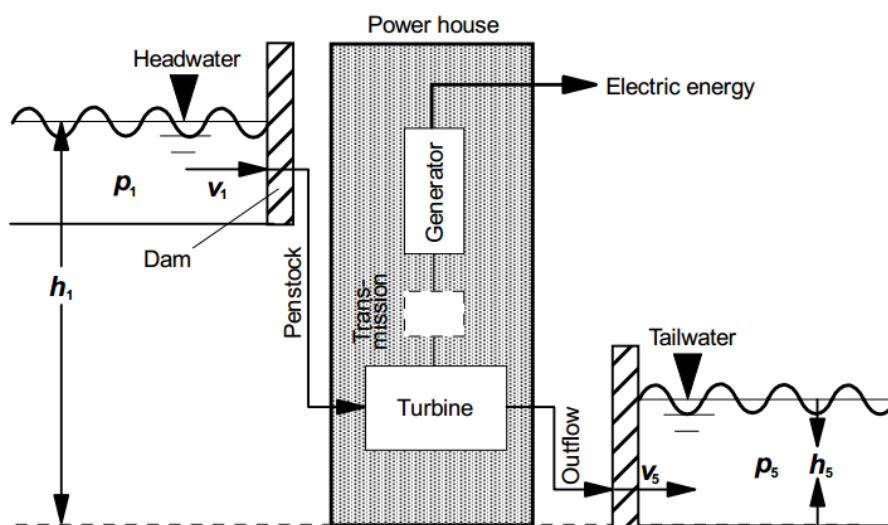 Power house
Headwater
Electric energy
p1
v1
Generator
Dam
h1
Penstock
Trans-
mission
Tailwater
Turbine
Outflow
v5
p5
h5